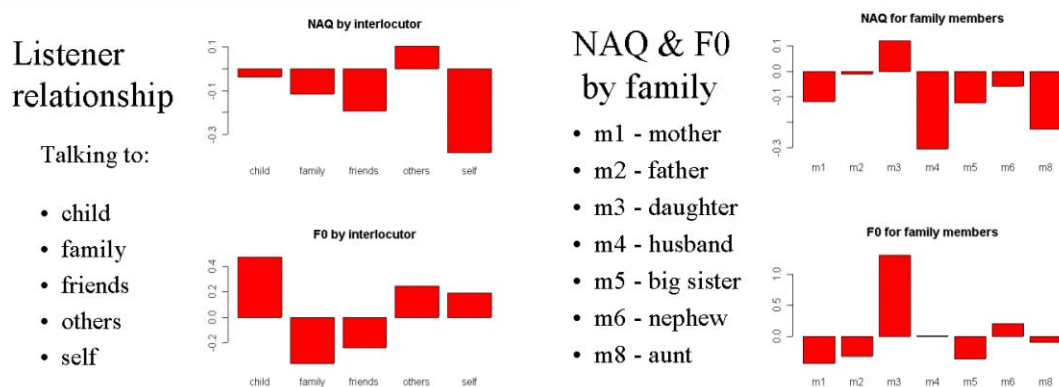 Listener
relationship
Talking to:
• child
• family
• friends
• others
• self
NAQ by interlocutor
0.1
-0.1
-0.3
child family friends others self
F0 by interlocutor
0.4
0.2
0.0
-0.2
child family friends others self
NAQ & F0
by family
• m1 - mother
• m2 - father
• m3 - daughter
• m4 - husband
• m5 - big sister
• m6 - nephew
• m8 - aunt
NAQ for family members
0.1
0.0
-0.1
-0.3
m1 m2 m3 m4 m5 m6 m8
F0 for family members
1.0
0.5
0.0
m1 m2 m3 m4 m5 m6 m8